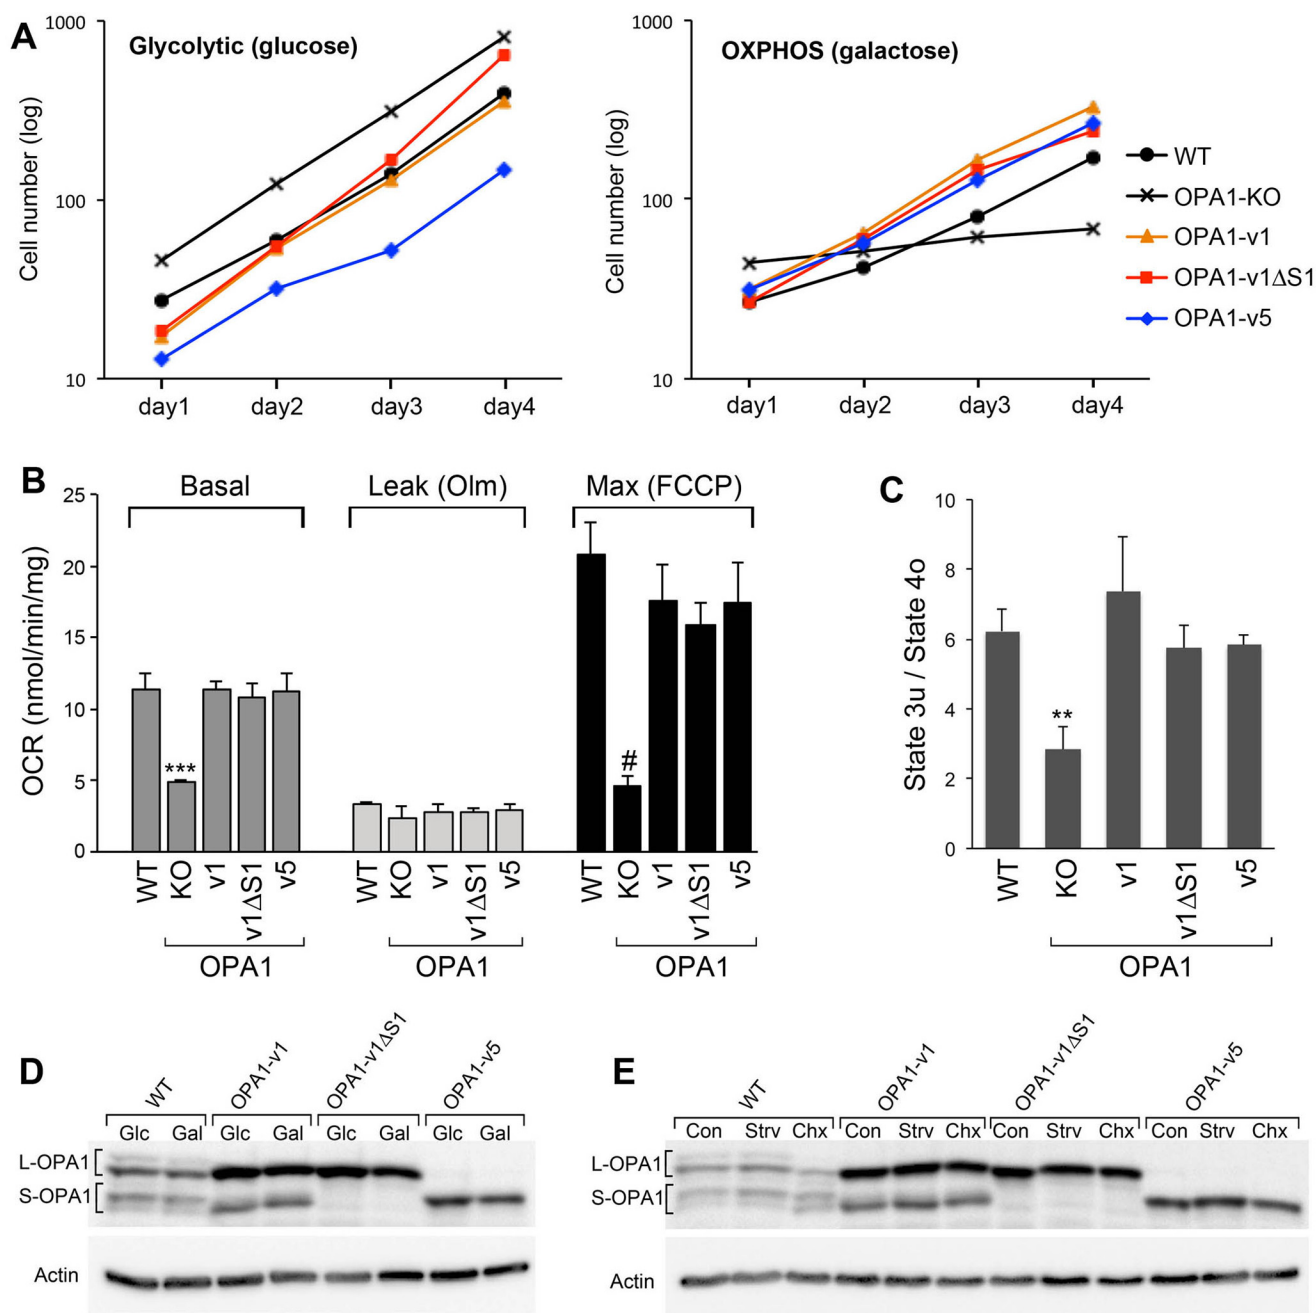 A
Glycolytic (glucose)
Cell number (log)
1000
100
10
day1 day2 day3 day4
OXPHOS (galactose)
Cell number (log)
1000
100
10
day1 day2 day3 day4
WT
OPA1-KO
OPA1-v1
OPA1-v1ΔS1
OPA1-v5
B
Basal Leak (Olm) Max (FCCP)
OCR (nmol/min/mg)
25
20
15
10
5
0
*** #
WT KO v1 v1ΔS1 v5 WT KO v1 v1ΔS1 v5 WT KO v1 v1ΔS1 v5
OPA1 OPA1 OPA1
C
State 3u / State 4o
10
8
6
4
2
0
**
WT KO v1 v1ΔS1 v5
OPA1
D
WT OPA1-v1 OPA1-v1ΔS1 OPA1-v5
Glc Gal Glc Gal Glc Gal Glc Gal
L-OPA1
S-OPA1
Actin
E
WT OPA1-v1 OPA1-v1ΔS1 OPA1-v5
Con Strv Chx Con Strv Chx Con Strv Chx Con Strv Chx
L-OPA1
S-OPA1
Actin